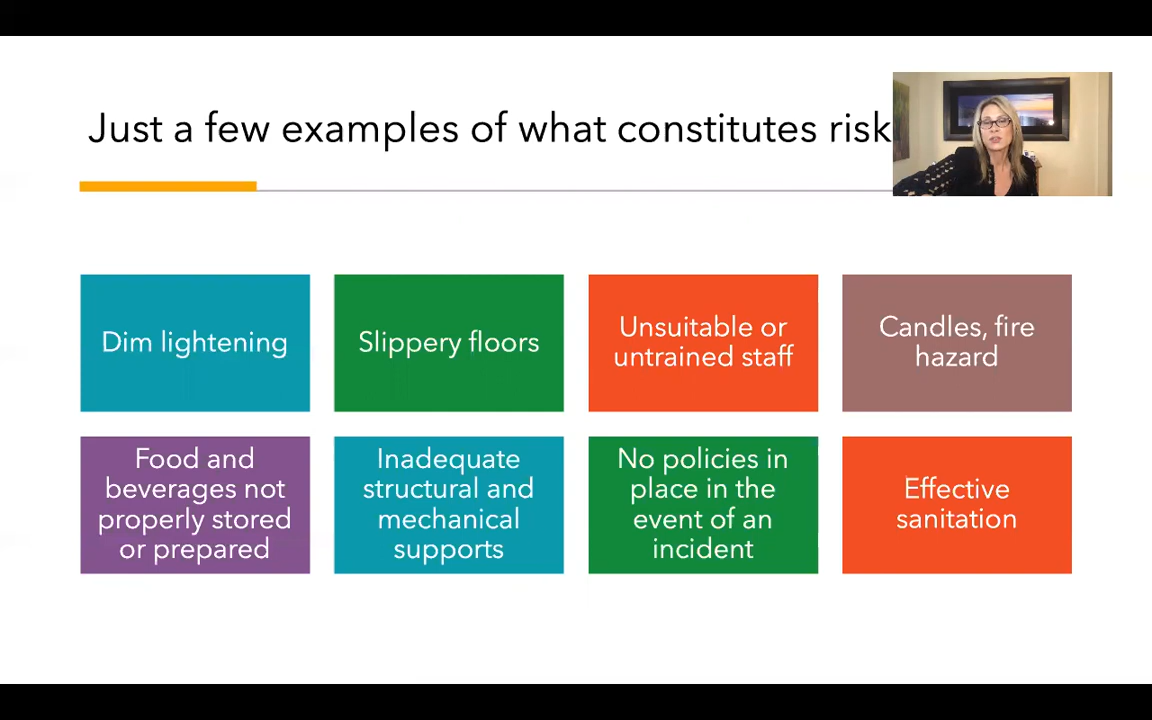 Just a few examples of what constitutes risk
Dim lightening
Slippery floors
Unsuitable or
untrained staff
Candles, fire
hazard
Food and
beverages not
properly stored
or prepared
Inadequate
structural and
mechanical
supports
No policies in
place in the
event of an
incident
Effective
sanitation